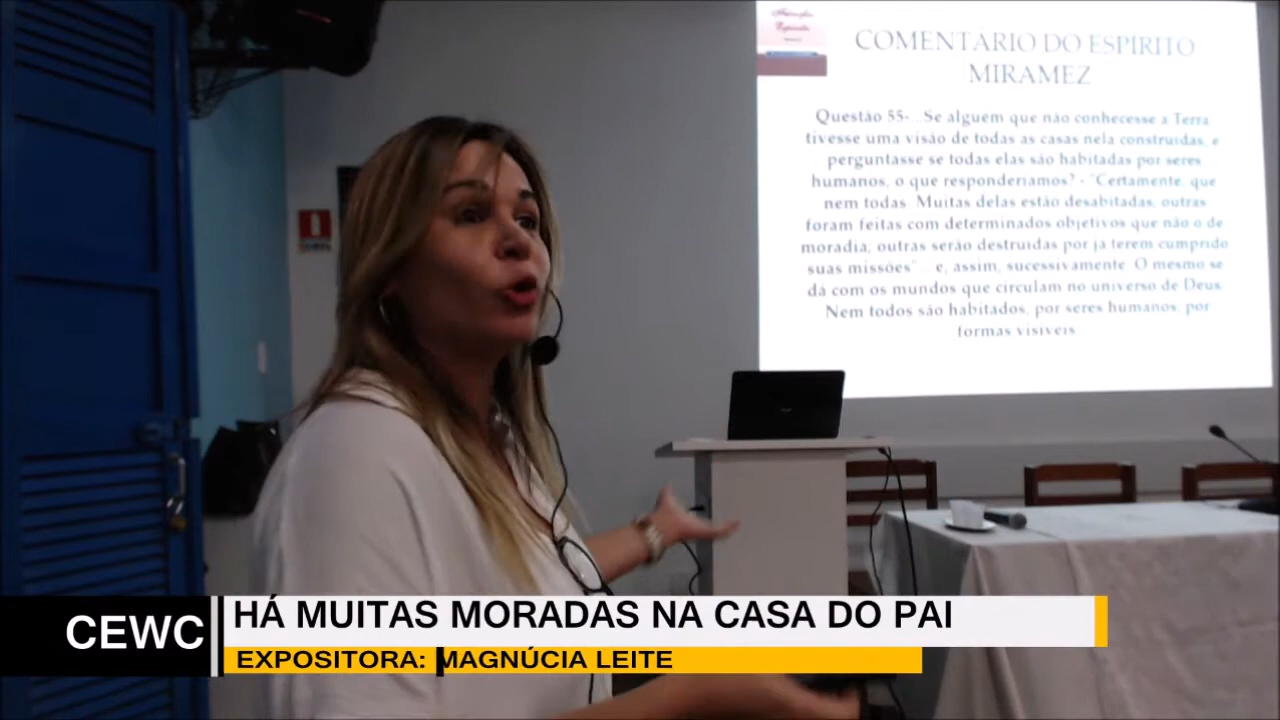 COMENTÁRIO DO ESPÍRITO
MIRAMEZ
Questão 55- ...Se alguem que não conhecesse a Terra
tivesse uma visão de todas as casas nela construídas, e
perguntasse se todas elas são habitadas por seres
humanos, o que responderíamos? - "Certamente, que
nem todas. Muitas delas estão desabitadas, outras
foram feitas com determinados objetivos que não o de
moradia; outras serão destruídas por já terem cumprido
suas missões"... e, assim, sucessivamente. O mesmo se
dá com os mundos que circulam no universo de Deus.
Nem todos são habitados, por seres humanos, por
formas visíveis
CEWC
HÁ MUITAS MORADAS NA CASA DO PAI
EXPOSITORA: MAGNÚCIA LEITE